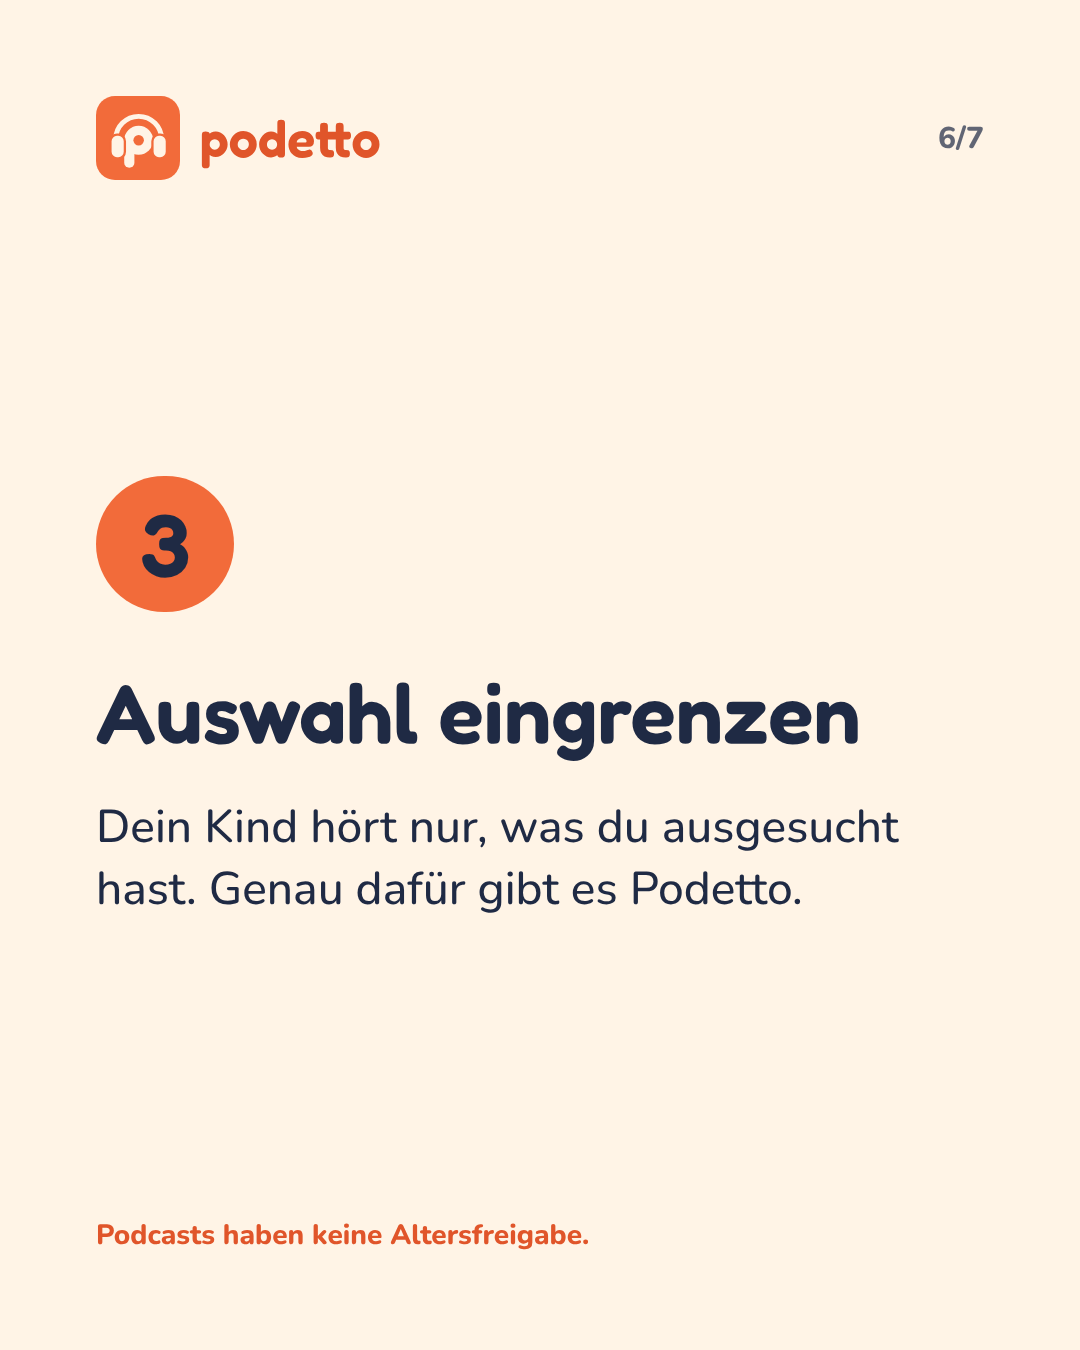 podetto
6/7
3
Auswahl eingrenzen
Dein Kind hört nur, was du ausgesucht
hast. Genau dafür gibt es Podetto.
Podcasts haben keine Altersfreigabe.